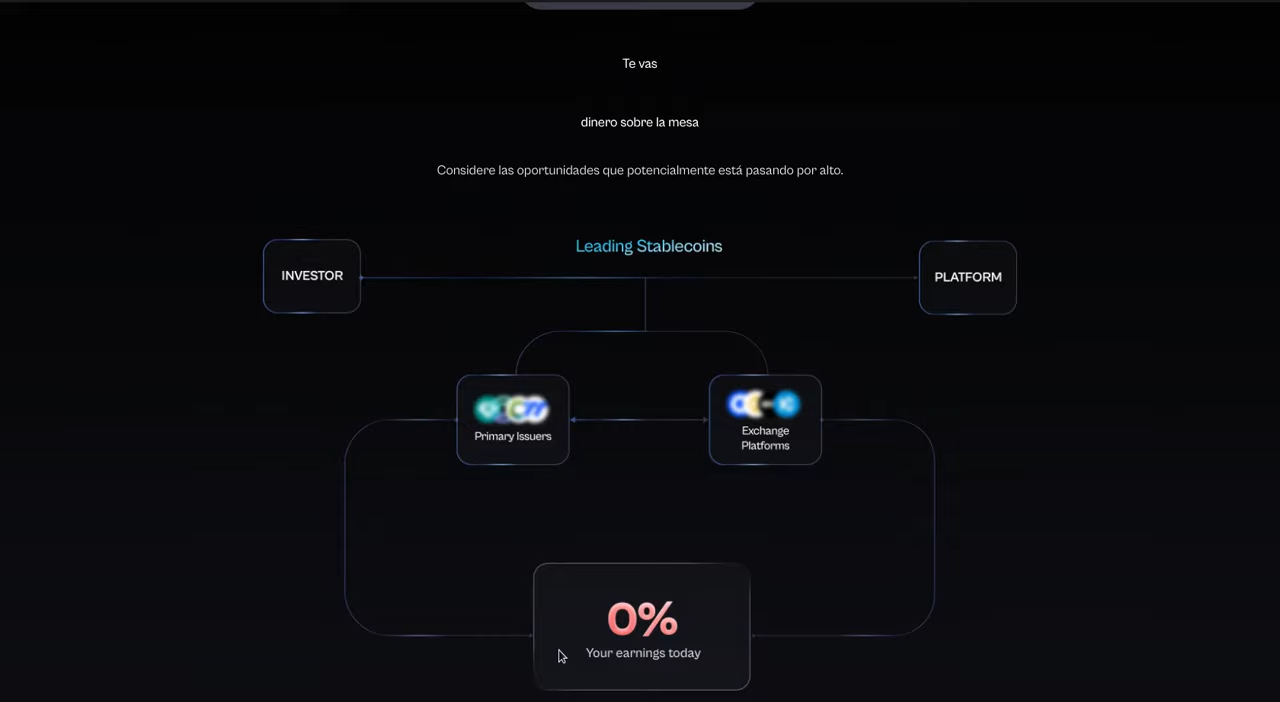 Te vas
dinero sobre la mesa
Considere las oportunidades que potencialmente está pasando por alto.
Leading Stablecoins
INVESTOR
PLATFORM
Primary Issuers
Exchange
Platforms
0%
Your earnings today